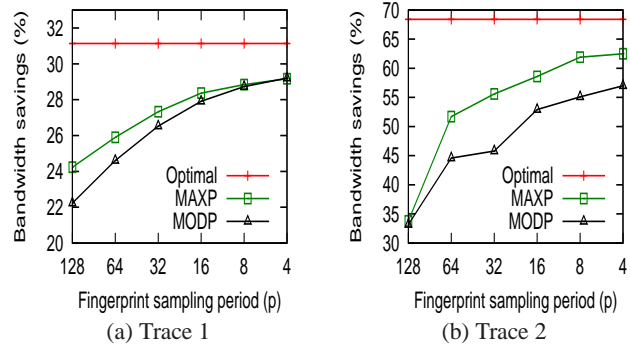 Bandwidth savings (%)
32
30
28
26
24
22
20
Optimal
MAXP
MODP
128 64 32 16 8 4
Fingerprint sampling period (p)
(a) Trace 1
Bandwidth savings (%)
70
65
60
55
50
45
40
35
30
Optimal
MAXP
MODP
128 64 32 16 8 4
Fingerprint sampling period (p)
(b) Trace 2